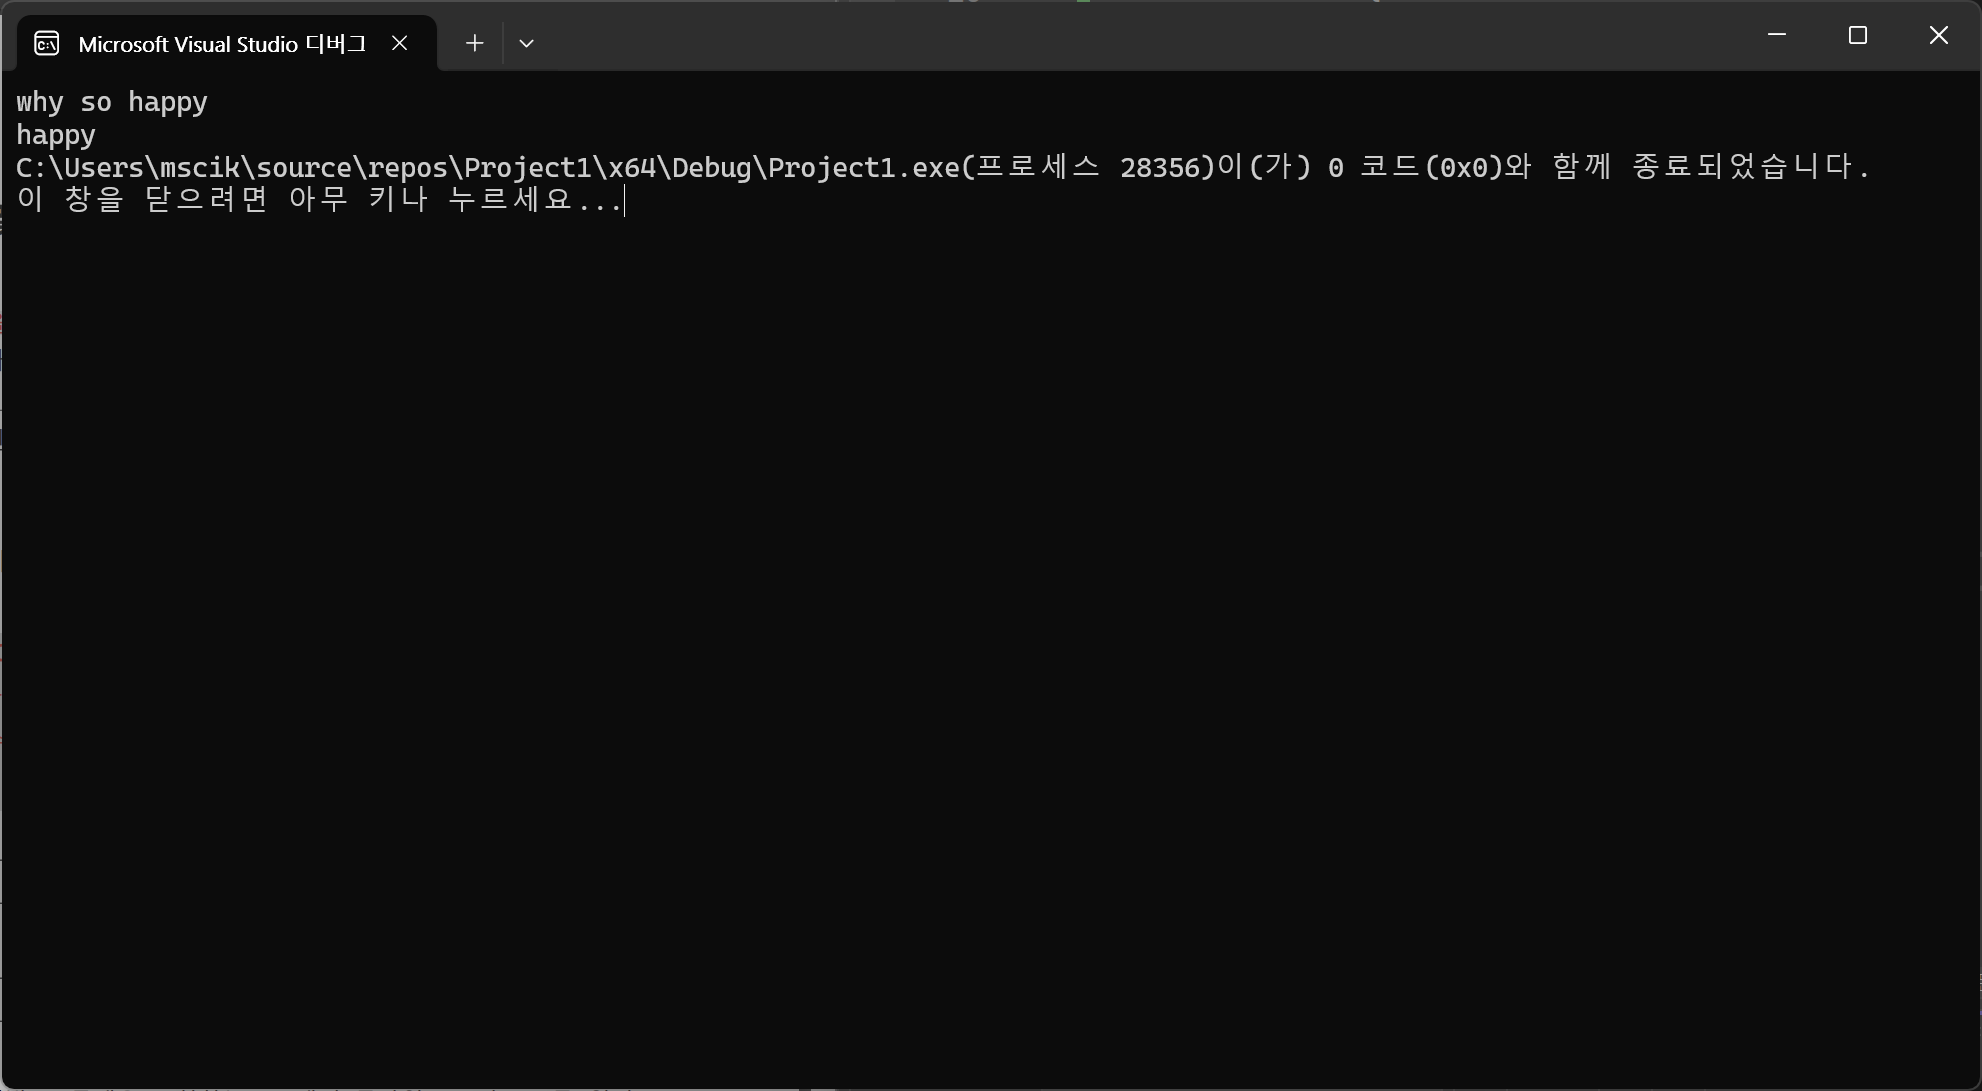 Microsoft Visual Studio 디버그
why so happy
happy
C:\Users\mscik\source\repos\Project1\x64\Debug\Project1.exe(프로세스 28356)이(가) 0 코드(0x0)와 함께 종료되었습니다.
이 창을 닫으려면 아무 키나 누르세요...